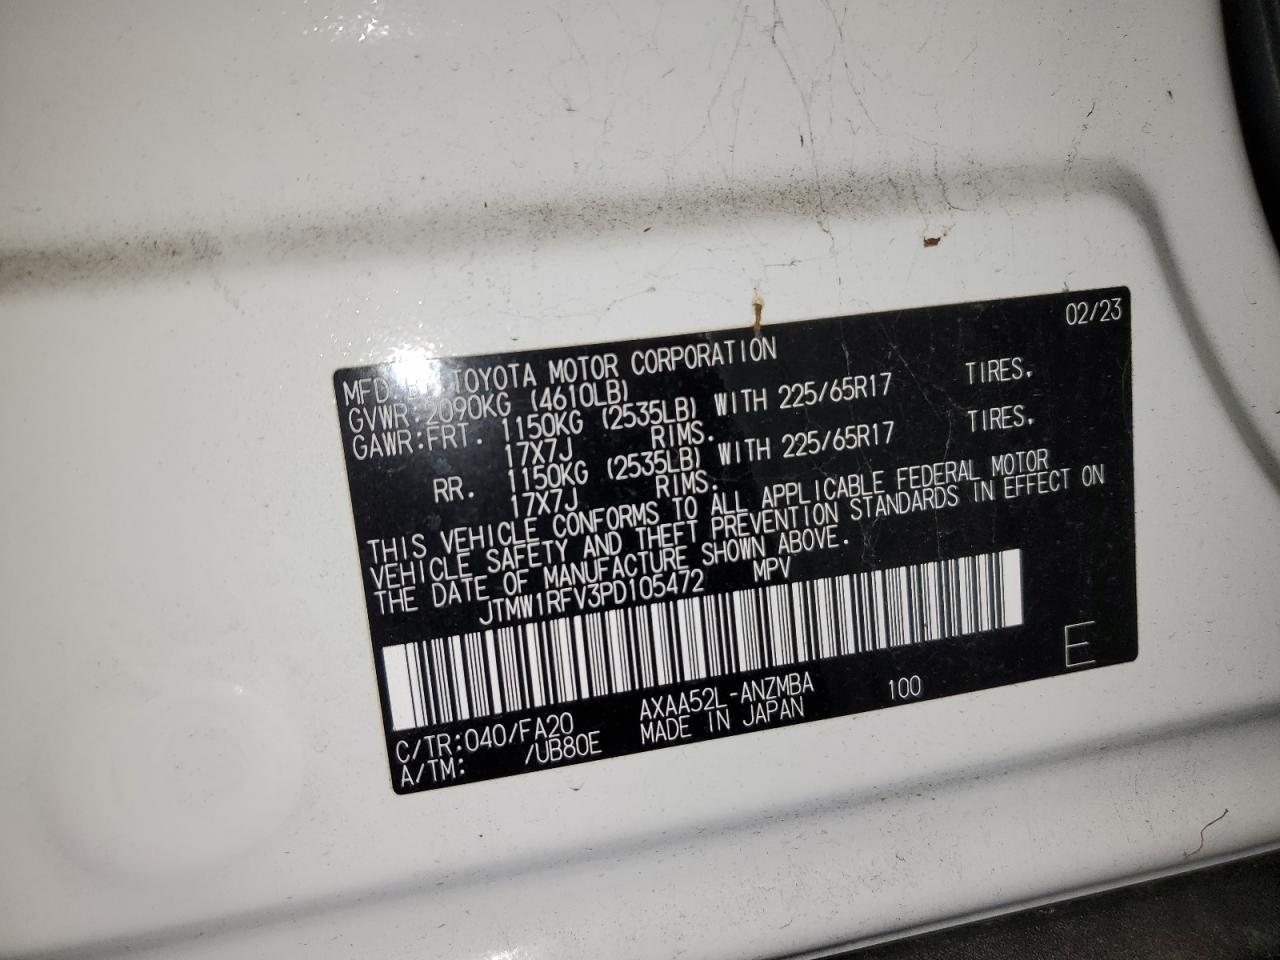 02/23
MFD. BY TOYOTA MOTOR CORPORATION
GVWR:2090KG (4610LB)
GAWR:FRT. 1150KG (2535LB) WITH 225/65R17 TIRES.
17X7J RIMS.
RR. 1150KG (2535LB) WITH 225/65R17 TIRES.
17X7J RIMS.
THIS VEHICLE CONFORMS TO ALL APPLICABLE FEDERAL MOTOR
VEHICLE SAFETY AND THEFT PREVENTION STANDARDS IN EFFECT ON
THE DATE OF MANUFACTURE SHOWN ABOVE.
JTMW1RFV3PD105472 MPV
C/TR:040/FA20 AXAA52L-ANZMBA 100 E
A/TM: /UB80E MADE IN JAPAN